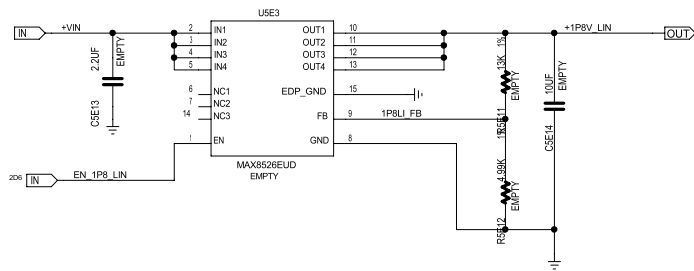 U5E3
IN
+VIN
2
IN1
OUT1
10
+1P8V_LIN
OUT
3
IN2
OUT2
11
4
IN3
OUT3
12
5
IN4
OUT4
13
2.2UF
EMPTY
C5E13
13K 1%
EMPTY
R5E11
10UF
EMPTY
C5E14
6
NC1
EDP_GND
15
7
NC2
14
NC3
FB
9
1P8LI_FB
1
EN
GND
8
4.99K
EMPTY
R5E12
MAX8526EUD
EMPTY
2D6
IN
EN_1P8_LIN